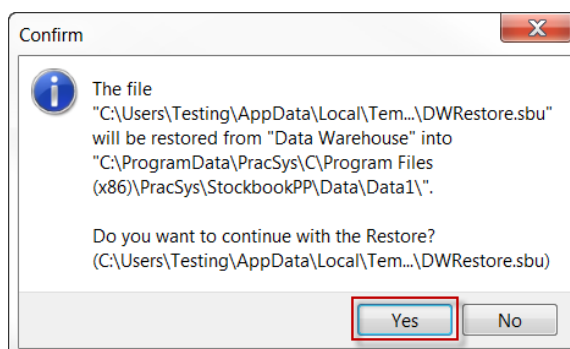 Confirm
The file
"C:\Users\Testing\AppData\Local\Tem...\DWRestore.sbu"
will be restored from "Data Warehouse" into
"C:\ProgramData\PracSys\C\Program Files
(x86)\PracSys\StockbookPP\Data\Data1\".
Do you want to continue with the Restore?
(C:\Users\Testing\AppData\Local\Tem...\DWRestore.sbu)
Yes
No